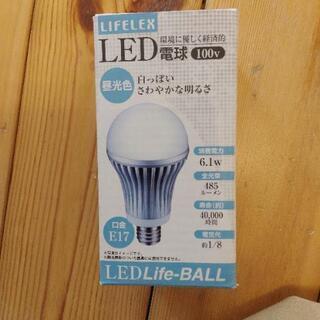 LIFELEX
環境に優しく経済的
LED電球 100v
昼光色
白っぽい
さわやかな明るさ
消費電力
6.1w
全光束
485
ルーメン
寿命(約)
40,000
時間
電気代
約1/8
口金
E17
LED Life-BALL